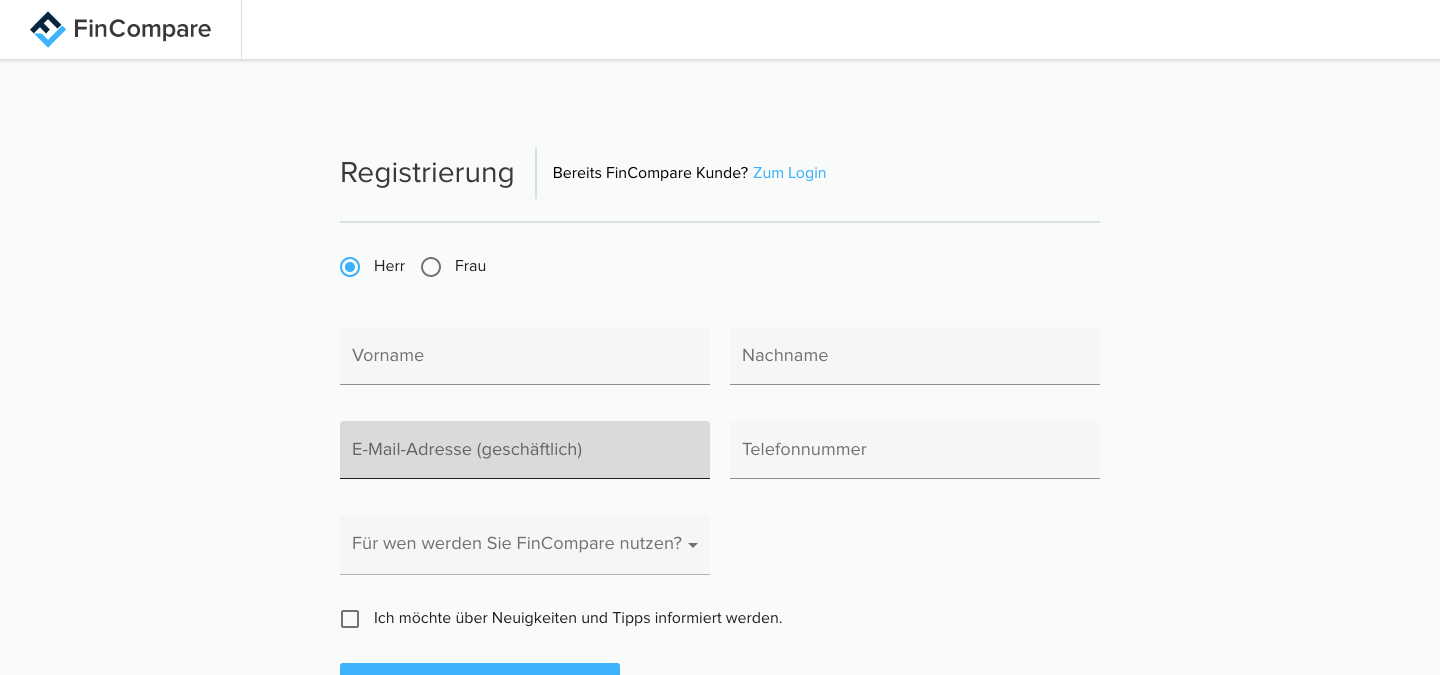 FinCompare
Registrierung
Bereits FinCompare Kunde? Zum Login
Herr
Frau
Vorname
Nachname
E-Mail-Adresse (geschäftlich)
Telefonnummer
Für wen werden Sie FinCompare nutzen?
Ich möchte über Neuigkeiten und Tipps informiert werden.